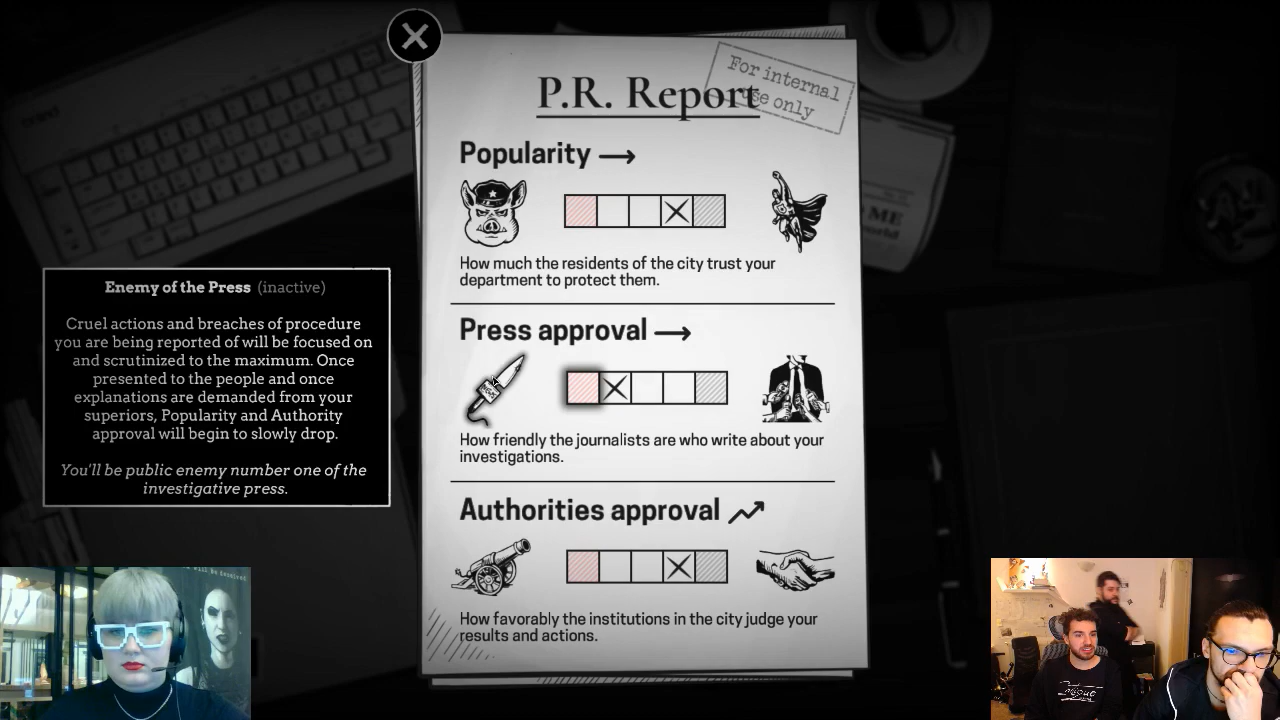 P.R. Report
For internal
use only
Popularity
How much the residents of the city trust your
department to protect them.
Enemy of the Press (inactive)
Cruel actions and breaches of procedure
you are being reported of will be focused on
and scrutinized to the maximum. Once
presented to the people and once
explanations are demanded from your
superiors, Popularity and Authority
approval will begin to slowly drop.
You'll be public enemy number one of the
investigative press.
Press approval
How friendly the journalists are who write about your
investigations.
Authorities approval
How favorably the institutions in the city judge your
results and actions.